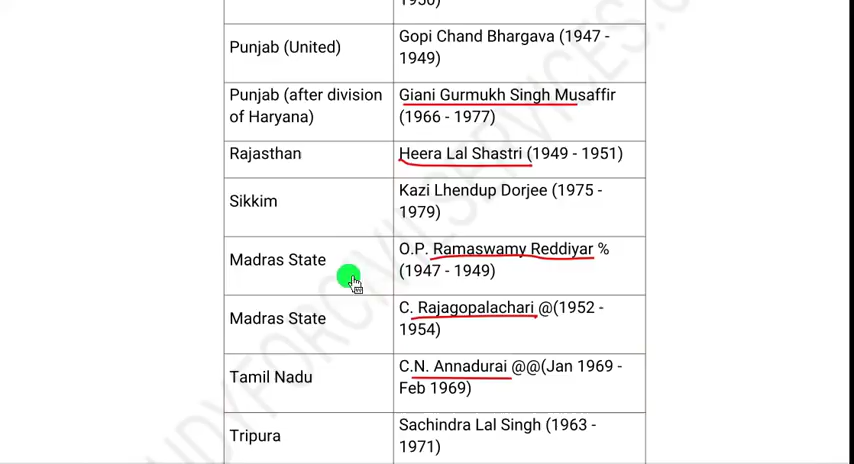 1950)
Punjab (United)
Gopi Chand Bhargava (1947 -
1949)
Punjab (after division
of Haryana)
Giani Gurmukh Singh Musaffir
(1966 - 1977)
Rajasthan
Heera Lal Shastri (1949 - 1951)
Sikkim
Kazi Lhendup Dorjee (1975 -
1979)
Madras State
O.P. Ramaswamy Reddiyar %
(1947 - 1949)
Madras State
C. Rajagopalachari @(1952 -
1954)
Tamil Nadu
C.N. Annadurai @@(Jan 1969 -
Feb 1969)
Tripura
Sachindra Lal Singh (1963 -
1971)
UDYFORCIVILSERVICES.CO